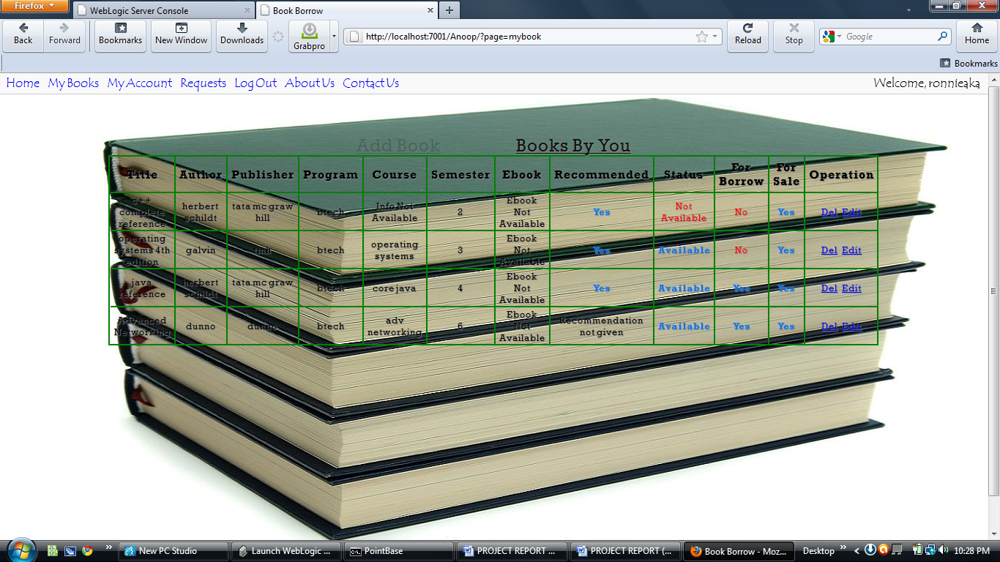 Firefox
WebLogic Server Console
Book Borrow
Back
Forward
Bookmarks
New Window
Downloads
Grabpro
http://localhost:7001/Anoop/?page=mybook
Google
Reload
Stop
Home
Bookmarks
Home My Books My Account Requests Log Out About Us Contact Us
Welcome, ronnieaka
Add Book
Books By You
Title Author Publisher Program Course Semester Ebook Recommended Status For Borrow For Sale Operation
c++ complete reference herbert schildt tata mc graw hill btech Info Not Available 2 Ebook Not Available Yes Not Available No Yes Del Edit
operating systems 4th edition galvin tmh btech operating systems 3 Ebook Not Available Yes Available No Yes Del Edit
java reference herbert schildt tata mc graw hill btech core java 4 Ebook Not Available Yes Available Yes Yes Del Edit
Advanced Networking dunno btech adv networking 6 Ebook Not Available Recommendation not given Available Yes Yes Del Edit
New PC Studio
Launch WebLogic ...
PointBase
PROJECT REPORT ...
PROJECT REPORT (...
Book Borrow - Moz...
Desktop
10:28 PM